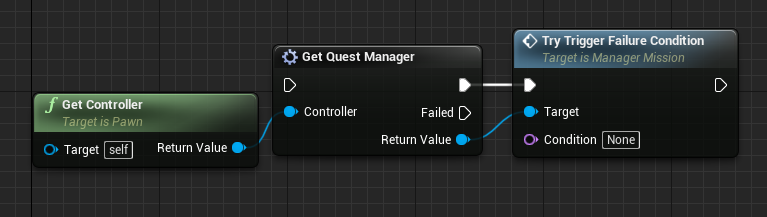 Get Controller
Target is Pawn
Target self Return Value
Get Quest Manager
Controller
Failed
Return Value
Try Trigger Failure Condition
Target is Manager Mission
Target
Condition None